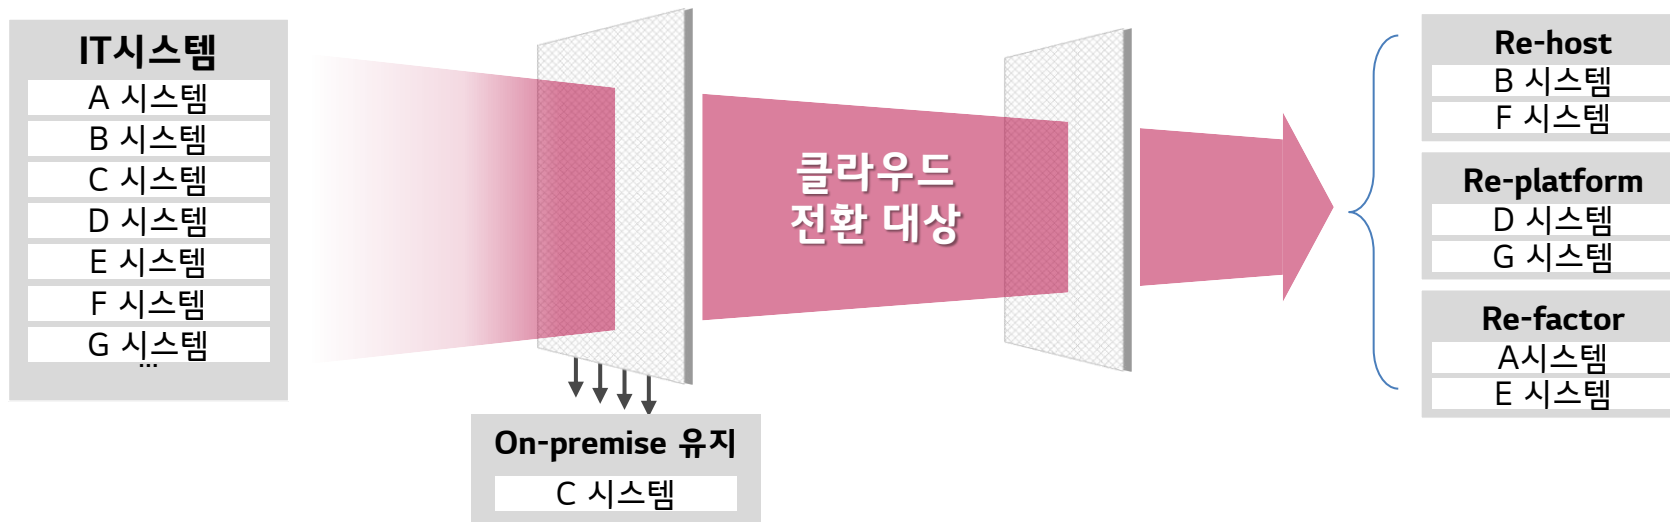 IT시스템
A 시스템
B 시스템
C 시스템
D 시스템
E 시스템
F 시스템
G 시스템
...
On-premise 유지
C 시스템
클라우드
전환 대상
Re-host
B 시스템
F 시스템
Re-platform
D 시스템
G 시스템
Re-factor
A시스템
E 시스템